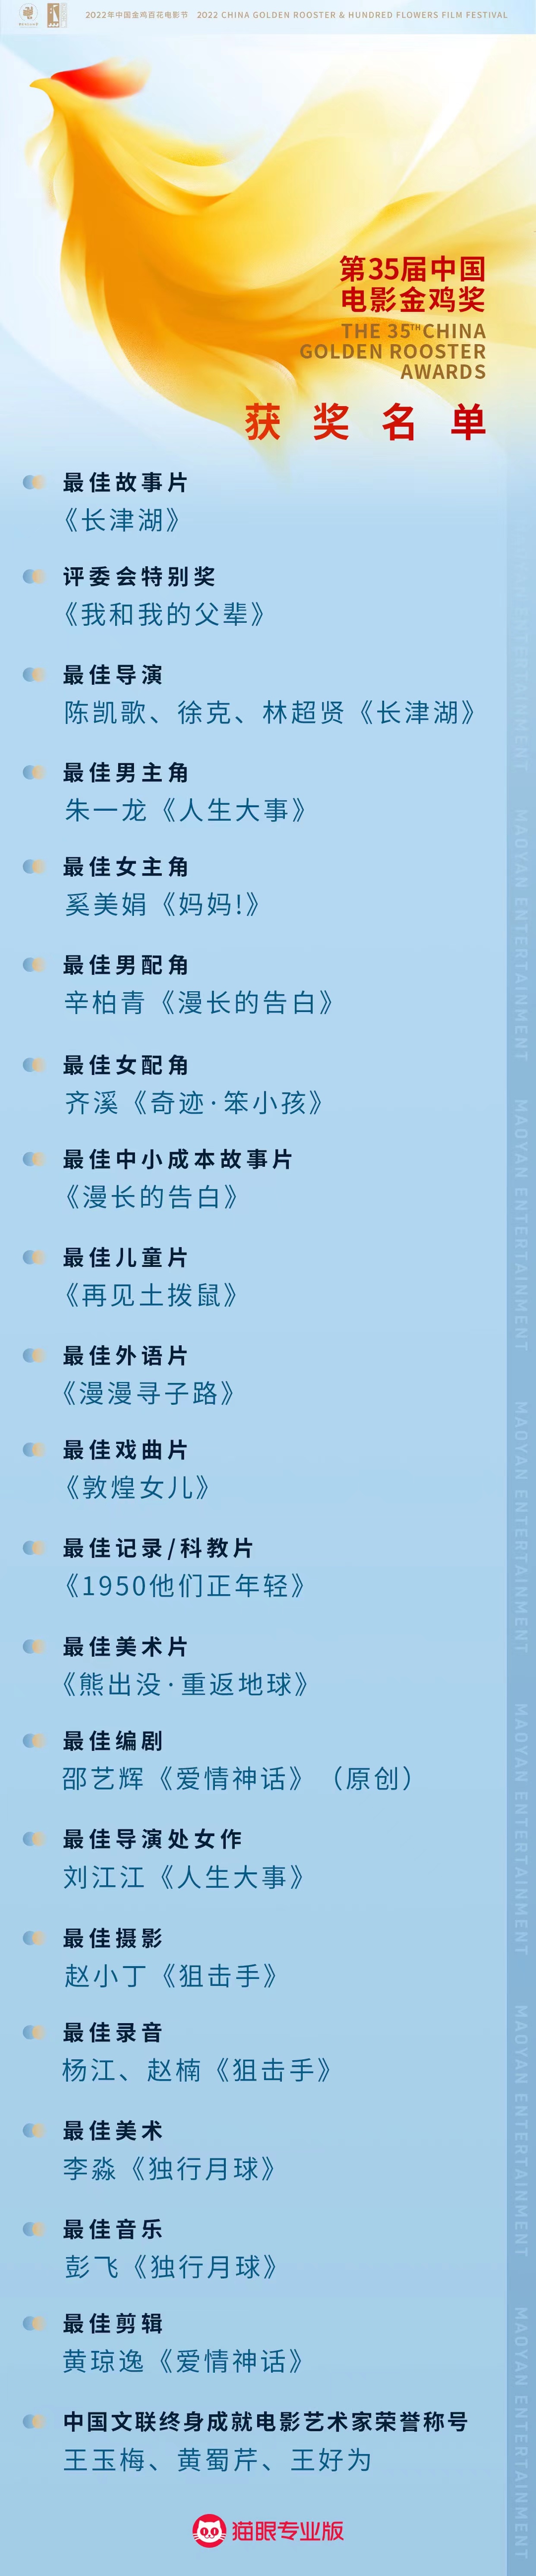 2022年中国金鸡百花电影节 2022 CHINA GOLDEN ROOSTER & HUNDRED FLOWERS FILM FESTIVAL
第35届中国
电影金鸡奖
THE 35TH CHINA
GOLDEN ROOSTER
AWARDS
获奖名单
最佳故事片
《长津湖》
评委会特别奖
《我和我的父辈》
最佳导演
陈凯歌、徐克、林超贤《长津湖》
最佳男主角
朱一龙《人生大事》
最佳女主角
奚美娟《妈妈!》
最佳男配角
辛柏青《漫长的告白》
最佳女配角
齐溪《奇迹·笨小孩》
最佳中小成本故事片
《漫长的告白》
最佳儿童片
《再见土拨鼠》
最佳外语片
《漫漫寻子路》
最佳戏曲片
《敦煌女儿》
最佳记录/科教片
《1950他们正年轻》
最佳美术片
《熊出没·重返地球》
最佳编剧
邵艺辉《爱情神话》（原创）
最佳导演处女作
刘江江《人生大事》
最佳摄影
赵小丁《狙击手》
最佳录音
杨江、赵楠《狙击手》
最佳美术
李淼《独行月球》
最佳音乐
彭飞《独行月球》
最佳剪辑
黄琼逸《爱情神话》
中国文联终身成就电影艺术家荣誉称号
王玉梅、黄蜀芹、王好为
猫眼专业版
MAOYAN ENTERTAINMENT
MAOYAN ENTERTAINMENT
MAOYAN ENTERTAINMENT
MAOYAN ENTERTAINMENT
MAOYAN ENTERTAINMENT
MAOYAN ENTERTAINMENT
MAOYAN ENTERTAINMENT